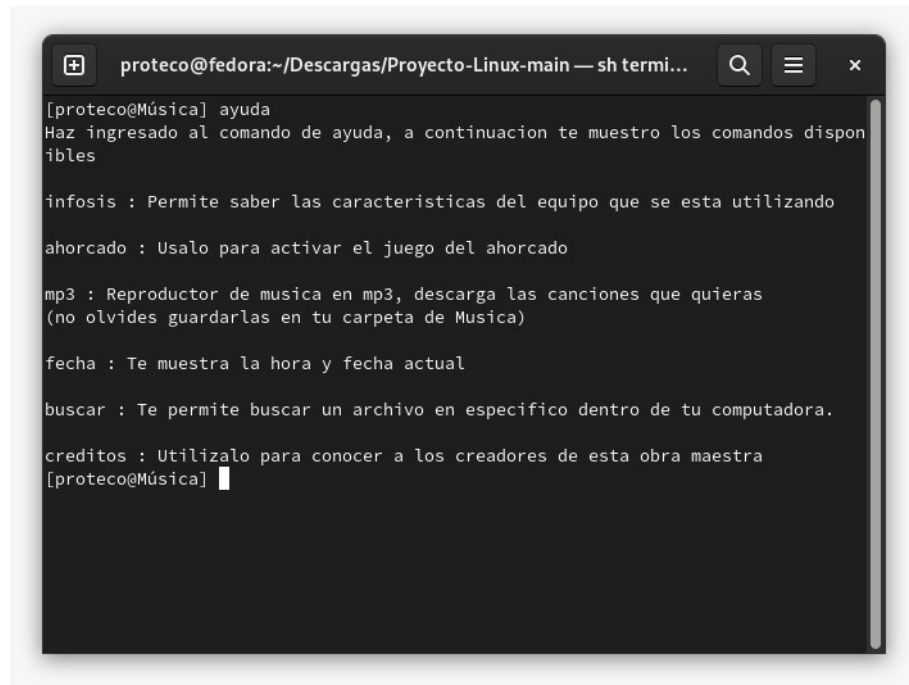 proteco@fedora:~/Descargas/Proyecto-Linux-main — sh termi...
[proteco@Música] ayuda
Haz ingresado al comando de ayuda, a continuacion te muestro los comandos dispon
ibles
infosis : Permite saber las caracteristicas del equipo que se esta utilizando
ahorcado : Usalo para activar el juego del ahorcado
mp3 : Reproductor de musica en mp3, descarga las canciones que quieras
(no olvides guardarlas en tu carpeta de Musica)
fecha : Te muestra la hora y fecha actual
buscar : Te permite buscar un archivo en especifico dentro de tu computadora.
creditos : Utilizalo para conocer a los creadores de esta obra maestra
[proteco@Música]